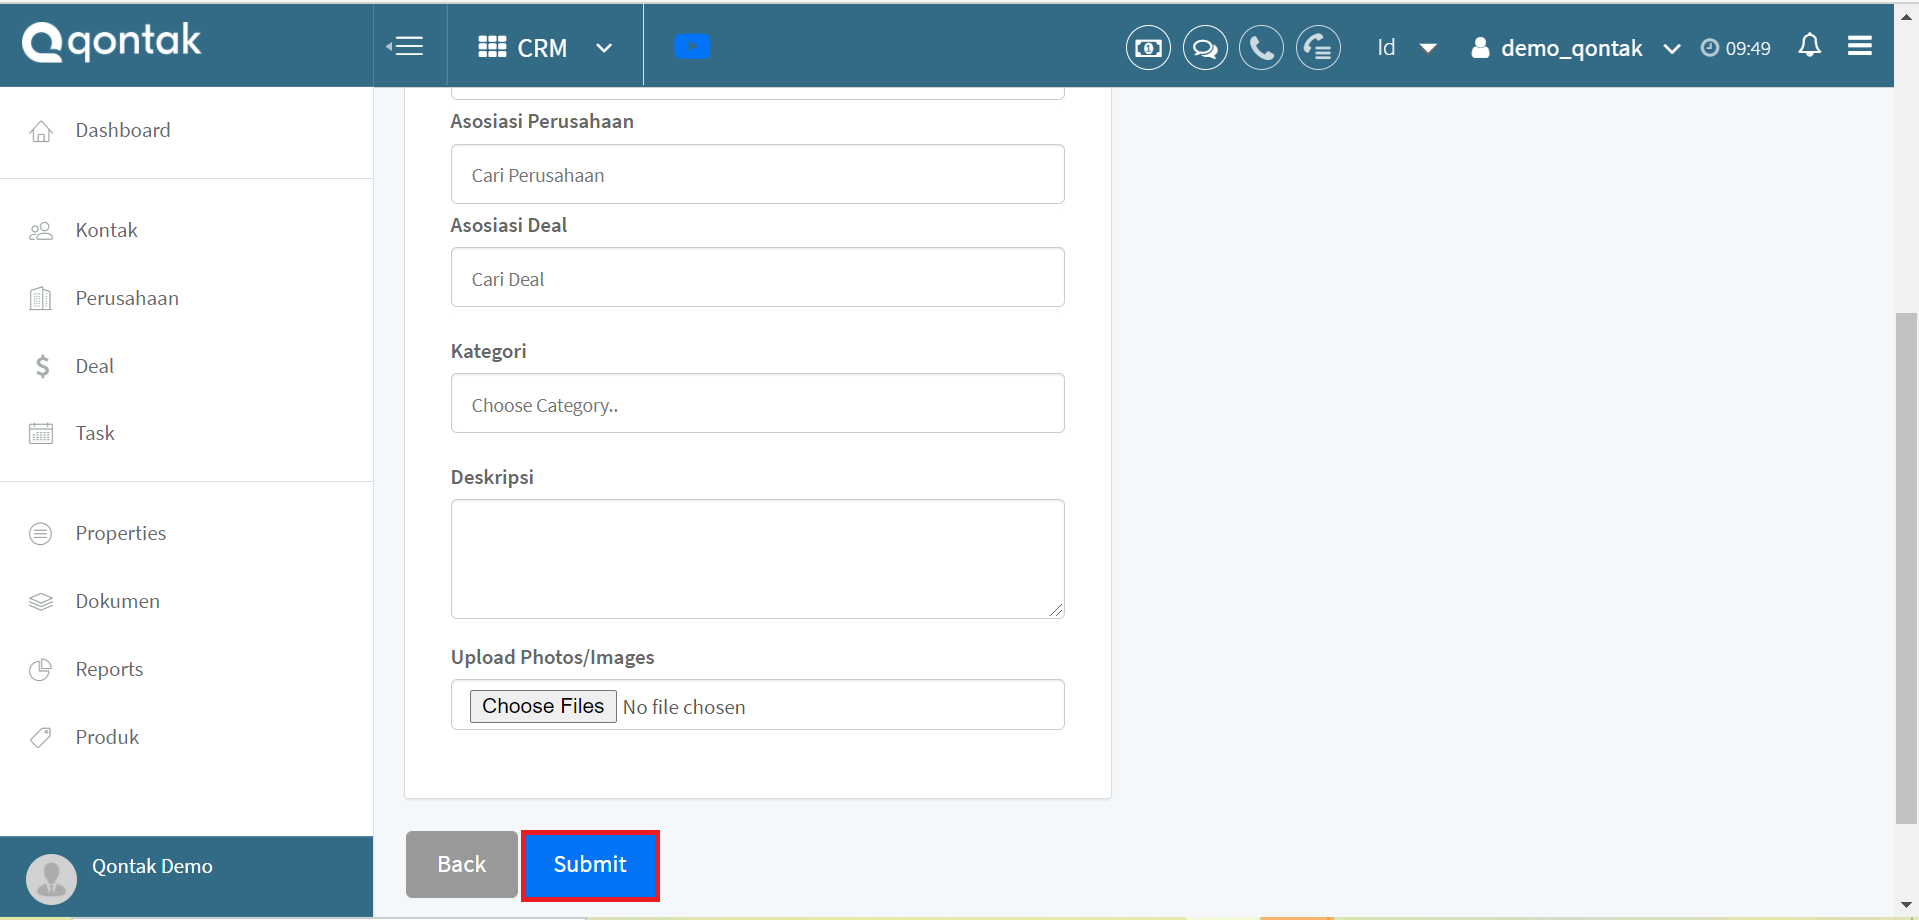 qontak
CRM
Id
demo_qontak
09:49
Dashboard
Kontak
Perusahaan
Deal
Task
Properties
Dokumen
Reports
Produk
Qontak Demo
Asosiasi Perusahaan
Cari Perusahaan
Asosiasi Deal
Cari Deal
Kategori
Choose Category..
Deskripsi
Upload Photos/Images
Choose Files No file chosen
Back
Submit